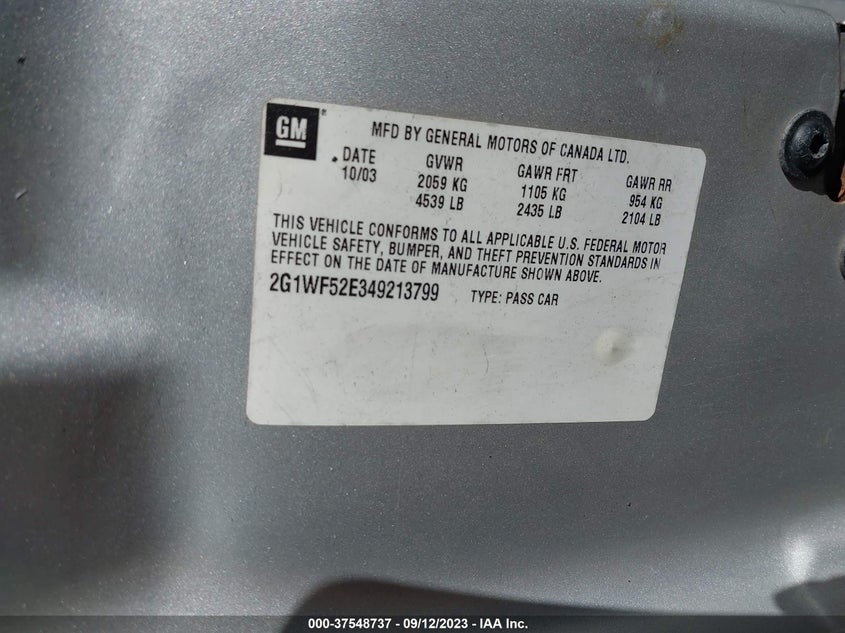 GM ®
MFD BY GENERAL MOTORS OF CANADA LTD.
DATE GVWR GAWR FRT GAWR RR
10/03 2059 KG 1105 KG 954 KG
4539 LB 2435 LB 2104 LB
THIS VEHICLE CONFORMS TO ALL APPLICABLE U.S. FEDERAL MOTOR
VEHICLE SAFETY, BUMPER, AND THEFT PREVENTION STANDARDS IN
EFFECT ON THE DATE OF MANUFACTURE SHOWN ABOVE.
2G1WF52E349213799 TYPE: PASS CAR
000-37548737 - 09/12/2023 - IAA Inc.